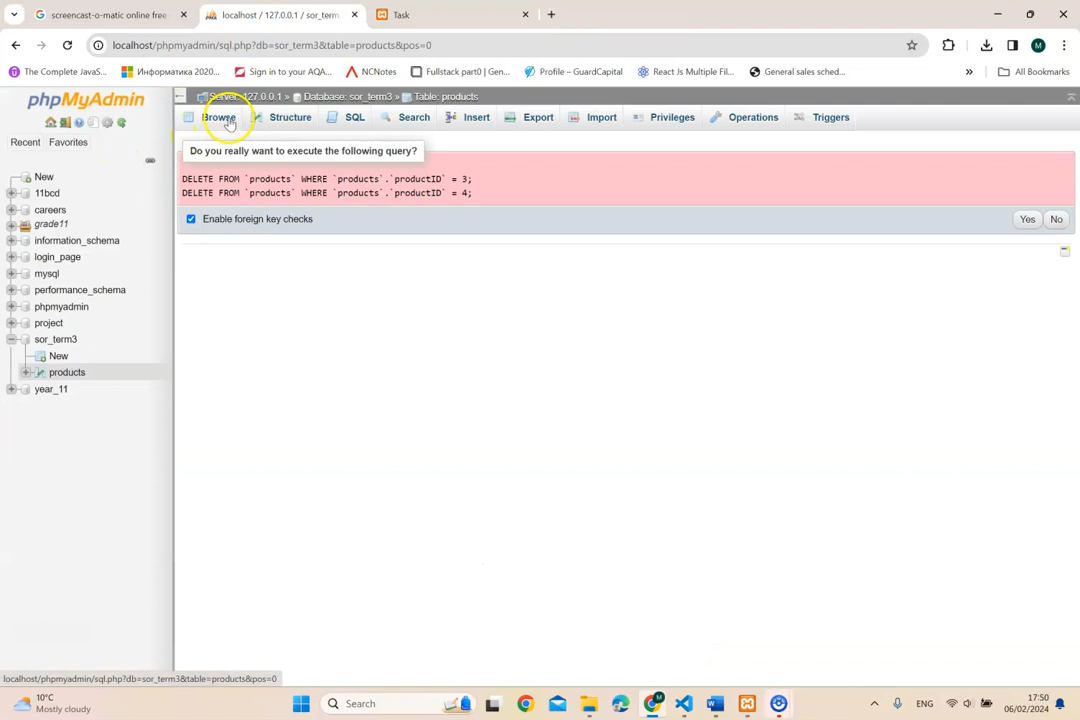 screencast-o-matic online free
localhost / 127.0.0.1 / sor_term
Task
localhost/phpmyadmin/sql.php?db=sor_term3&table=products&pos=0
The Complete JavaS...
Информатика 2020...
Sign in to your AQA...
NCNotes
Fullstack part0 | Gen...
Profile – GuardCapital
React Js Multiple Fil...
General sales sched...
All Bookmarks
phpMyAdmin
Server: 127.0.0.1 » Database: sor_term3 » Table: products
Browse
Structure
SQL
Search
Insert
Export
Import
Privileges
Operations
Triggers
Recent
Favorites
Do you really want to execute the following query?
DELETE FROM `products` WHERE `products`.`productID` = 3;
DELETE FROM `products` WHERE `products`.`productID` = 4;
Enable foreign key checks
Yes
No
New
11bcd
careers
grade11
information_schema
login_page
mysql
performance_schema
phpmyadmin
project
sor_term3
New
products
year_11
localhost/phpmyadmin/sql.php?db=sor_term3&table=products&pos=0
10°C
Mostly cloudy
Search
ENG
17:50
06/02/2024